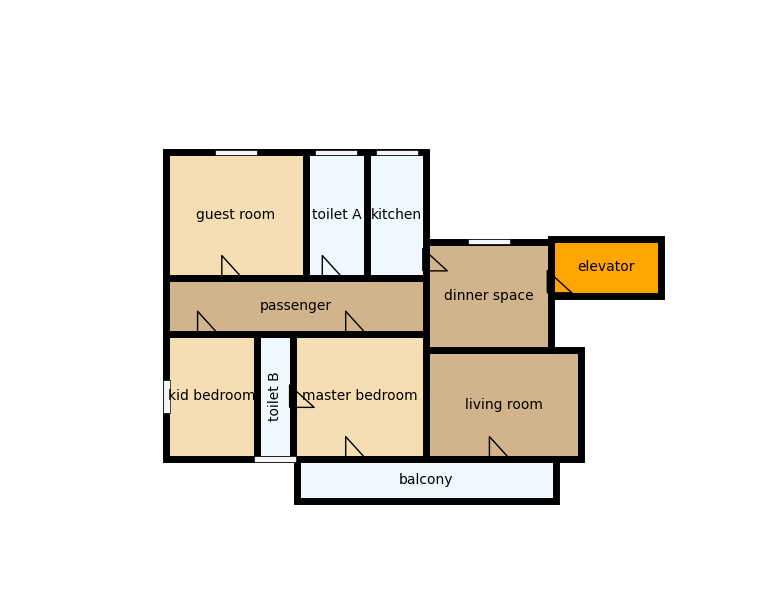 guest room
toilet A
kitchen
elevator
dinner space
passenger
kid bedroom
toilet B
master bedroom
living room
balcony